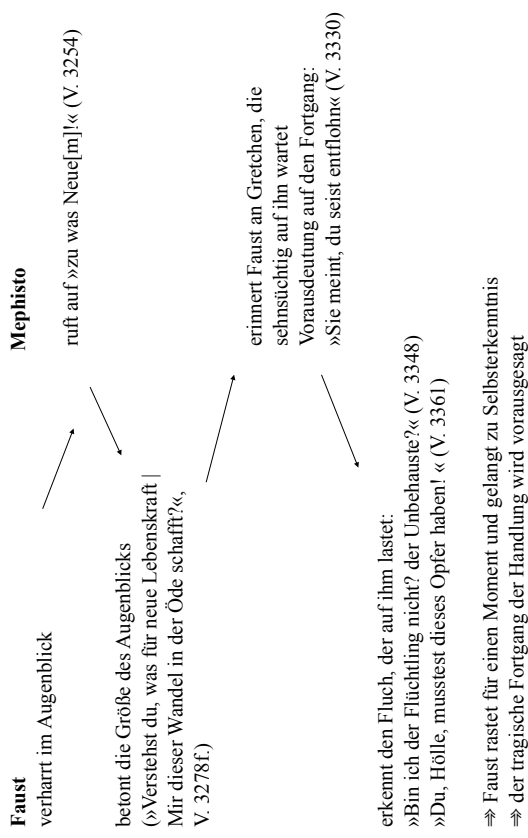 Faust
Mephisto
verharrt im Augenblick
ruft auf »zu was Neue[m]!« (V. 3254)
betont die Größe des Augenblicks
(»Verstehst du, was für neue Lebenskraft |
Mir dieser Wandel in der Öde schafft?«,
V. 3278f.)
erinnert Faust an Gretchen, die
sehnsüchtig auf ihn wartet
Vorausdeutung auf den Fortgang:
»Sie meint, du seist entflohn« (V. 3330)
erkennt den Fluch, der auf ihm lastet:
»Bin ich der Flüchtling nicht? der Unbehauste?« (V. 3348)
»Du, Hölle, musstest dieses Opfer haben! « (V. 3361)
⇒ Faust rastet für einen Moment und gelangt zu Selbsterkenntnis
⇒ der tragische Fortgang der Handlung wird vorausgesagt